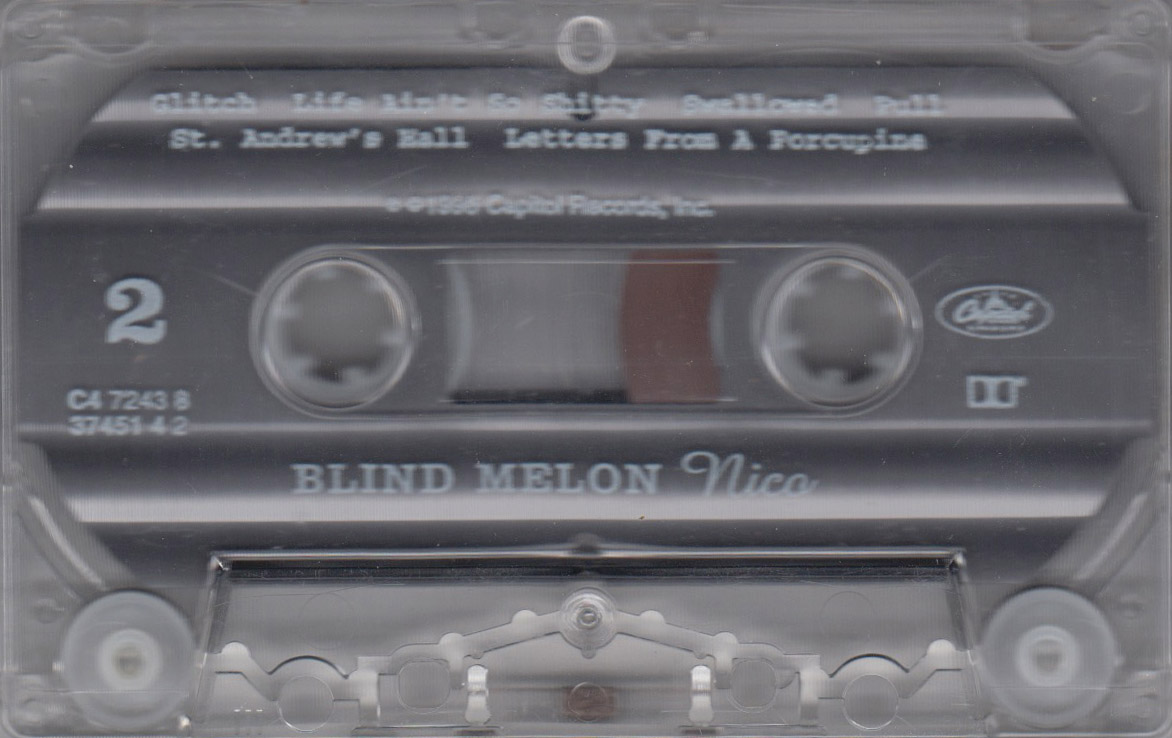 Glitch Life Ain't So Shitty Swallowed Pull
St. Andrew's Hall Letters From A Porcupine
℗©1996 Capitol Records, Inc.
2
Capitol
C4 7243 8
37451 4 2
BLIND MELON Nico